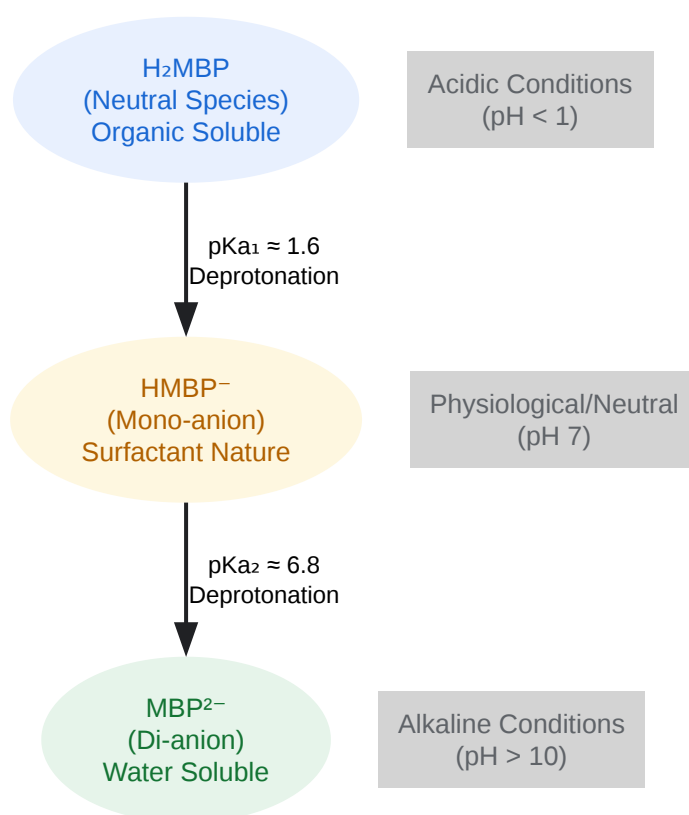 H₂MBP
(Neutral Species)
Organic Soluble
Acidic Conditions
(pH < 1)
pKa₁ ≈ 1.6
Deprotonation
HMBP⁻
(Mono-anion)
Surfactant Nature
Physiological/Neutral
(pH 7)
pKa₂ ≈ 6.8
Deprotonation
MBP²⁻
(Di-anion)
Water Soluble
Alkaline Conditions
(pH > 10)